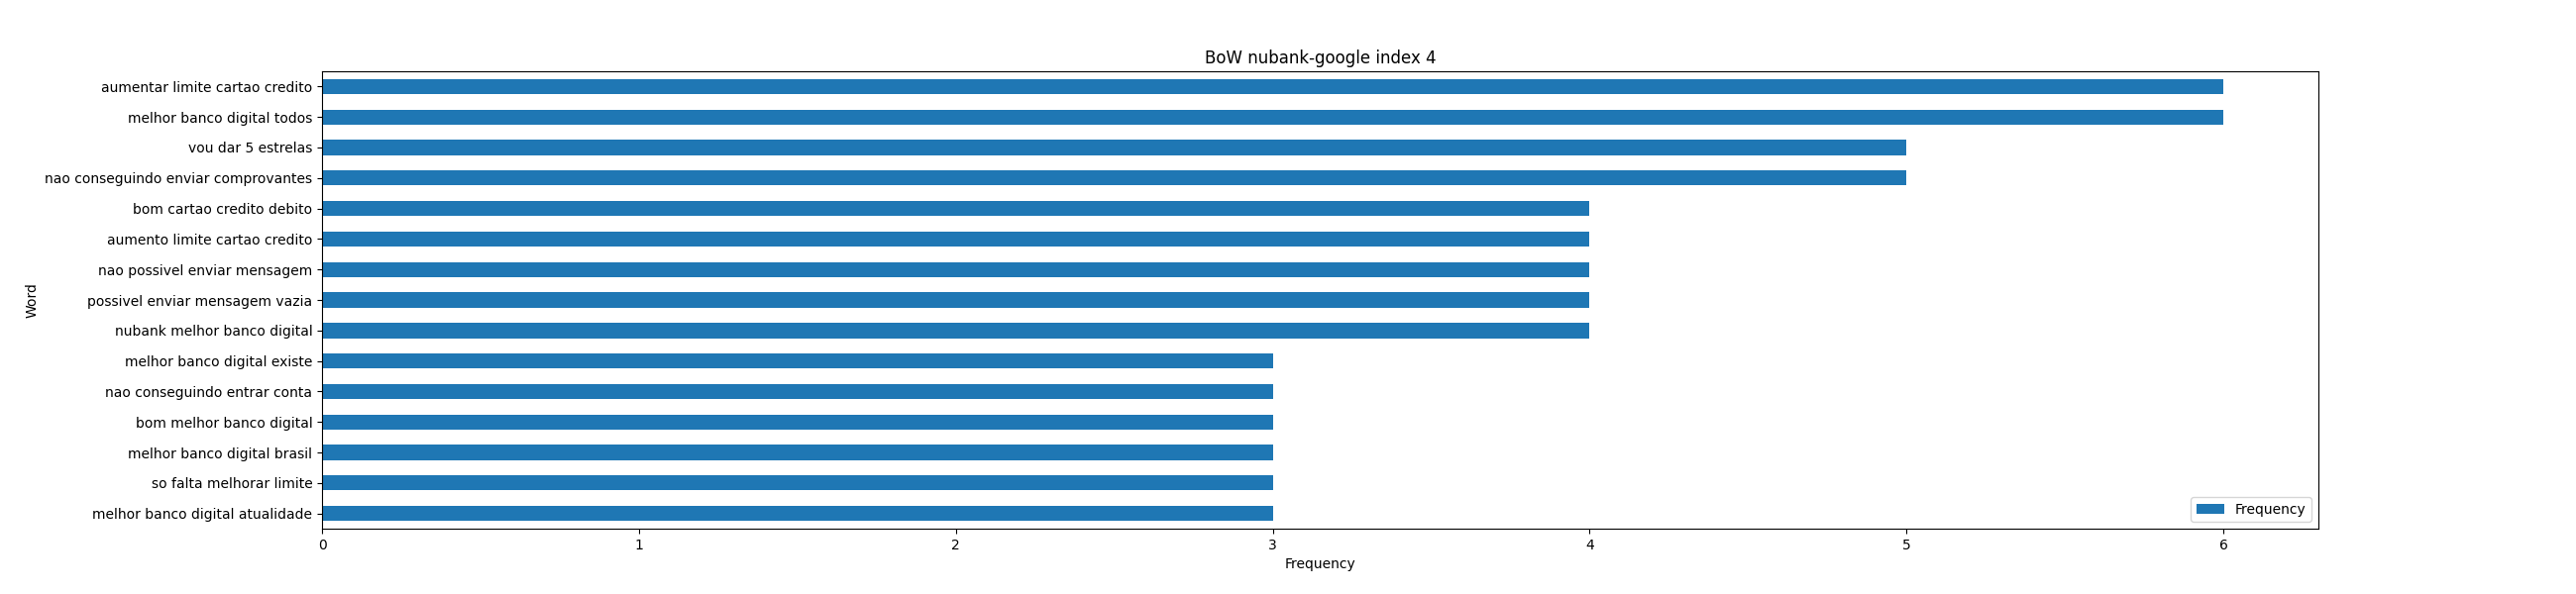 BoW nubank-google index 4
aumentar limite cartao credito
melhor banco digital todos
vou dar 5 estrelas
nao conseguindo enviar comprovantes
bom cartao credito debito
aumento limite cartao credito
nao possivel enviar mensagem
possivel enviar mensagem vazia
nubank melhor banco digital
melhor banco digital existe
nao conseguindo entrar conta
bom melhor banco digital
melhor banco digital brasil
so falta melhorar limite
melhor banco digital atualidade
Word
Frequency
0 1 2 3 4 5 6
Frequency